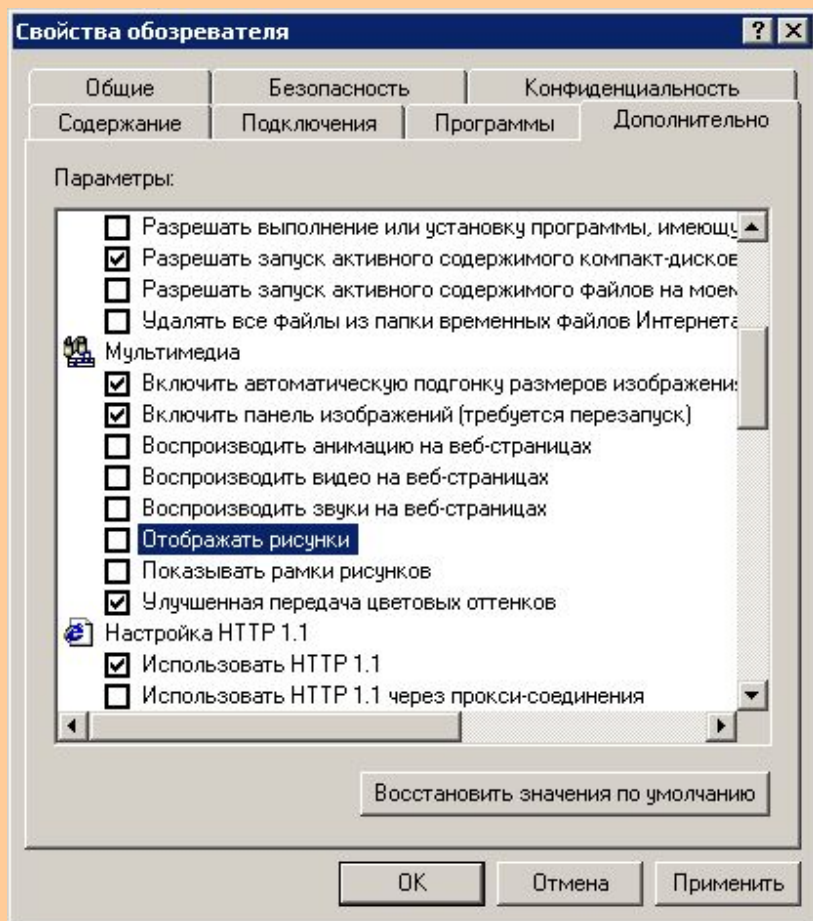 Свойства обозревателя
Общие Безопасность Конфиденциальность
Содержание Подключения Программы Дополнительно
Параметры:
Разрешать выполнение или установку программы, имеющу
Разрешать запуск активного содержимого компакт-дисков
Разрешать запуск активного содержимого файлов на моем
Удалять все файлы из папки временных файлов Интернета
Мультимедиа
Включить автоматическую подгонку размеров изображени
Включить панель изображений (требуется перезапуск)
Воспроизводить анимацию на веб-страницах
Воспроизводить видео на веб-страницах
Воспроизводить звуки на веб-страницах
Отображать рисунки
Показывать рамки рисунков
Улучшенная передача цветовых оттенков
Настройка HTTP 1.1
Использовать HTTP 1.1
Использовать HTTP 1.1 через прокси-соединения
Восстановить значения по умолчанию
OK Отмена Применить